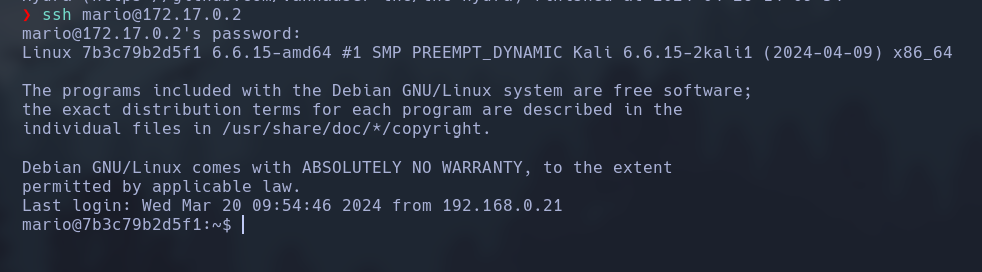 ❯ ssh mario@172.17.0.2
mario@172.17.0.2's password:
Linux 7b3c79b2d5f1 6.6.15-amd64 #1 SMP PREEMPT_DYNAMIC Kali 6.6.15-2kali1 (2024-04-09) x86_64
The programs included with the Debian GNU/Linux system are free software;
the exact distribution terms for each program are described in the
individual files in /usr/share/doc/*/copyright.
Debian GNU/Linux comes with ABSOLUTELY NO WARRANTY, to the extent
permitted by applicable law.
Last login: Wed Mar 20 09:54:46 2024 from 192.168.0.21
mario@7b3c79b2d5f1:~$